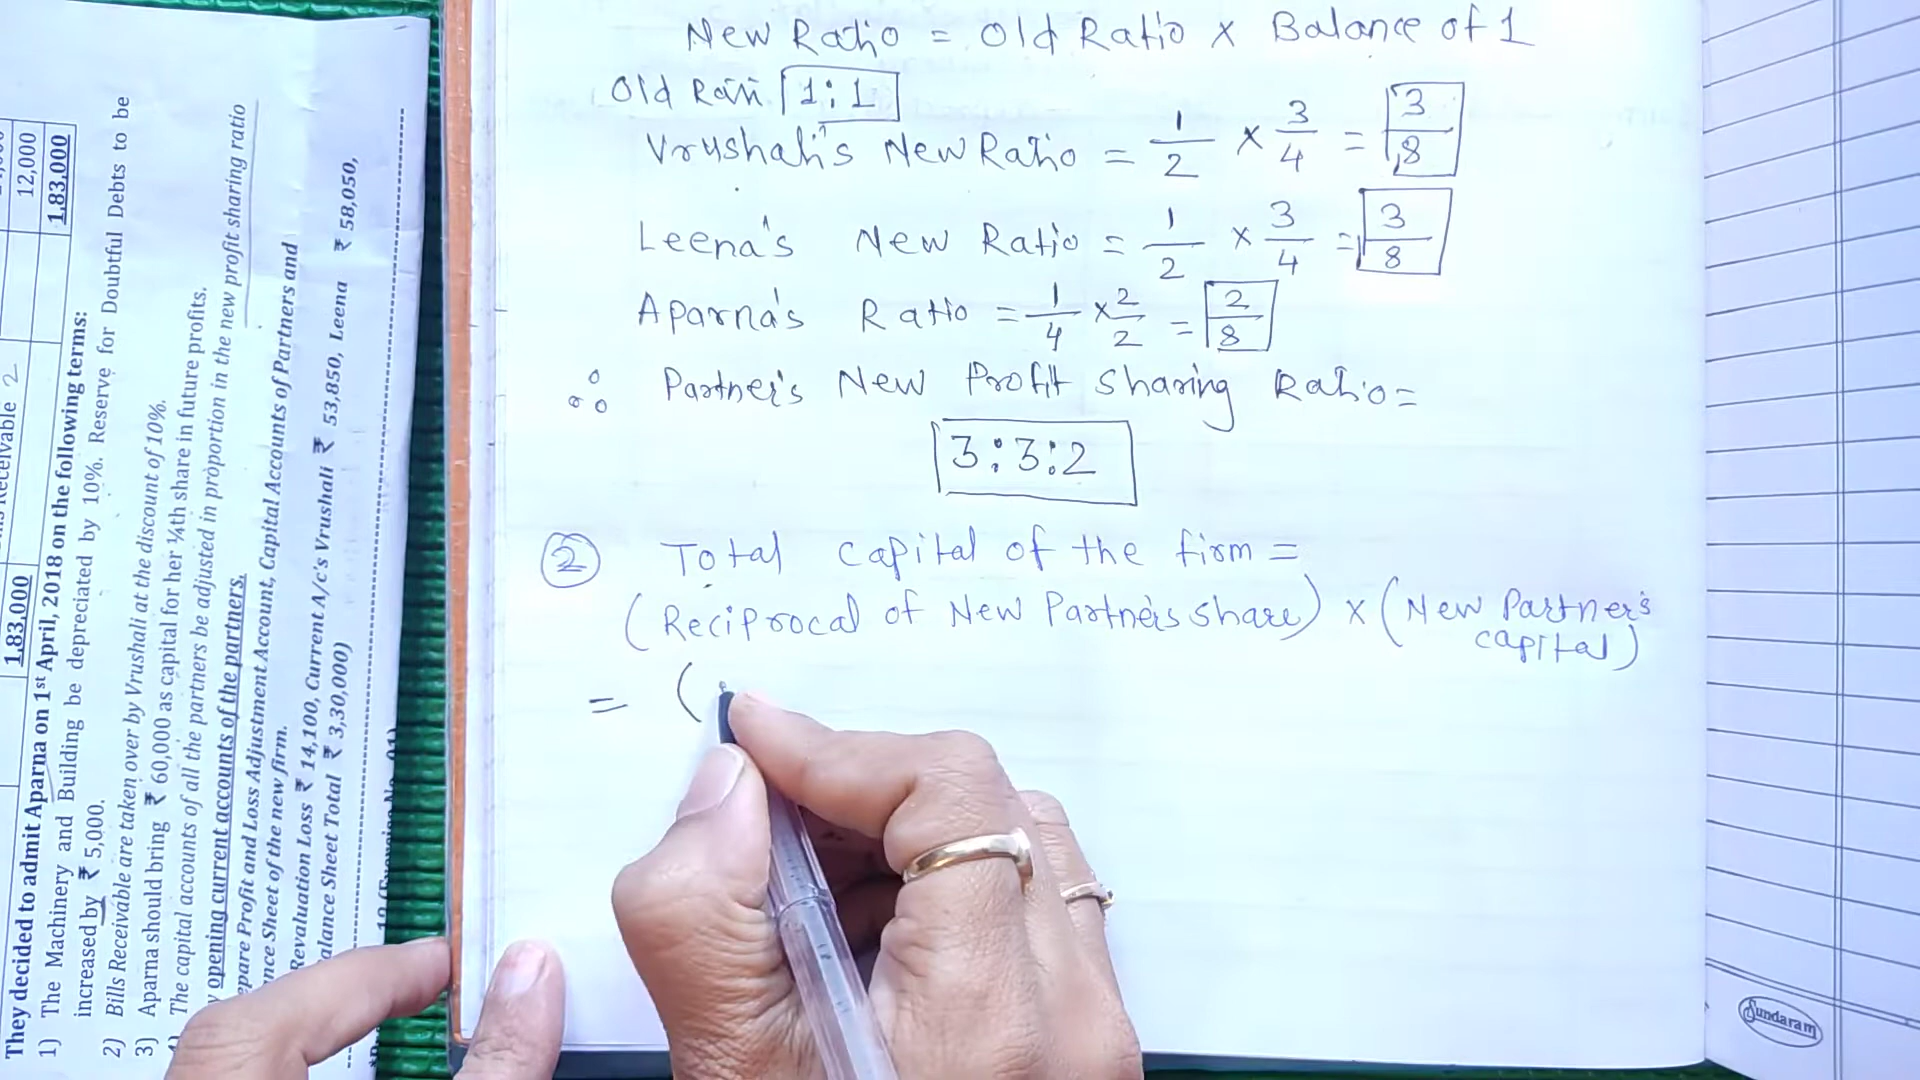 New Ratio = Old Ratio x Balance of 1
Old Ratio 1:1
Vrushali's New Ratio = 1/2 x 3/4 = 3/8
Leena's New Ratio = 1/2 x 3/4 = 3/8
Aparna's Ratio = 1/4 x 2/2 = 2/8
∴ Partner's New Profit Sharing Ratio =
3:3:2
② Total capital of the firm =
(Reciprocal of New Partner's share) x (New Partner's
capital)
= (
Receivable 2
12,000
1,83,000
1,83,000
They decided to admit Aparna on 1st April, 2018 on the following terms:
1) The Machinery and Building be depreciated by 10%. Reserve for Doubtful Debts to be
increased by ₹ 5,000.
2) Bills Receivable are taken over by Vrushali at the discount of 10%.
3) Aparna should bring ₹ 60,000 as capital for her ¼th share in future profits.
The capital accounts of all the partners be adjusted in proportion in the new profit sharing ratio
opening current accounts of the partners.
Profit and Loss Adjustment Account, Capital Accounts of Partners and
Sheet of the new firm.
Revaluation Loss ₹ 14,100, Current A/c's Vrushali ₹ 53,850, Leena ₹ 58,050,
Sheet Total ₹ 3,30,000)
Sundaram